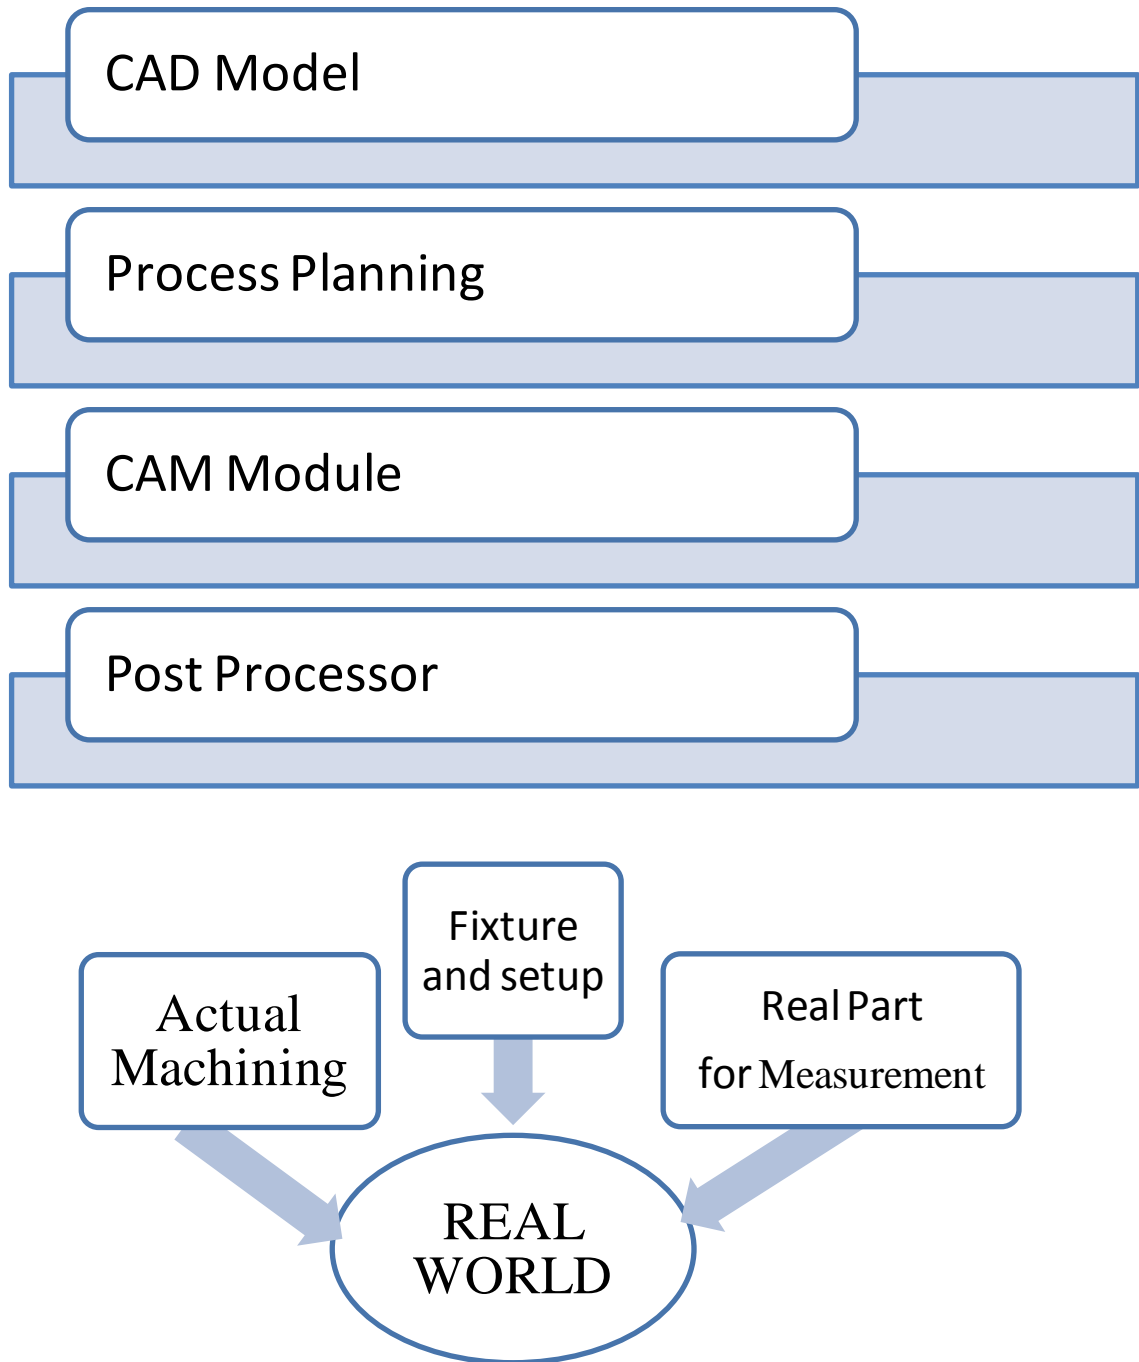 CAD Model
Process Planning
CAM Module
Post Processor
Fixture
and setup
Actual
Machining
Real Part
for Measurement
REAL
WORLD